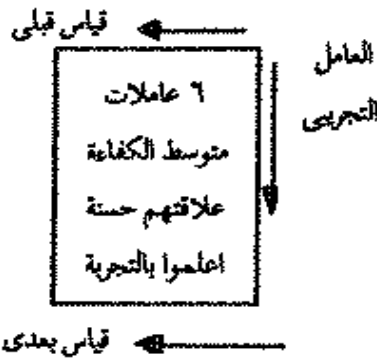 قياس قبلى
العامل
التجريبى
٦ عاملات
متوسط الكفاءة
علاقتهم حسنة
اعلموا بالتجربة
قياس بعدى